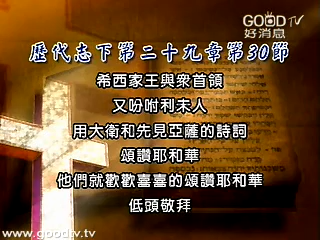 GOOD TV
好消息
歷代志下第二十九章第30節
希西家王與眾首領
又吩咐利未人
用大衛和先見亞薩的詩詞
頌讚耶和華
他們就歡歡喜喜的頌讚耶和華
低頭敬拜
www.goodtv.tv